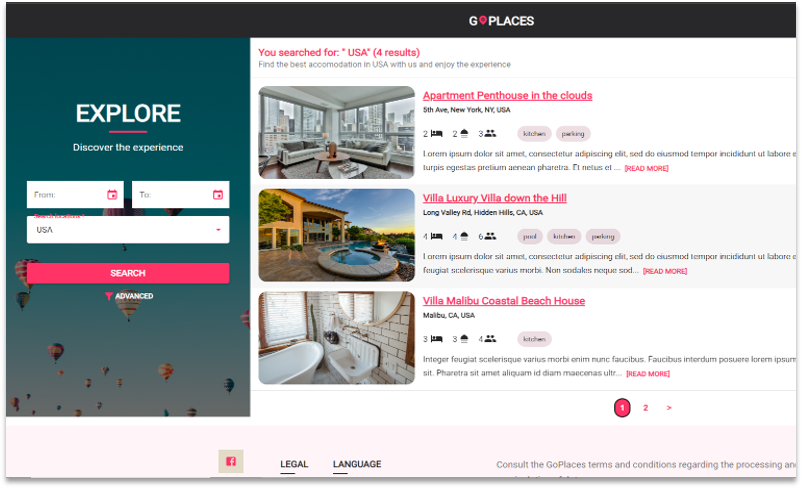 GOPLACES
EXPLORE
Discover the experience
From:
To:
USA
SEARCH
ADVANCED
You searched for: " USA" (4 results)
Find the best accomodation in USA with us and enjoy the experience
Apartment Penthouse in the clouds
5th Ave, New York, NY, USA
2 2 3 kitchen parking
Lorem ipsum dolor sit amet, consectetur adipiscing elit, sed do eiusmod tempor incididunt ut labore e
turpis egestas pretium aenean pharetra. Et netus et ... [READ MORE]
Villa Luxury Villa down the Hill
Long Valley Rd, Hidden Hills, CA, USA
4 4 6 pool kitchen parking
Lorem ipsum dolor sit amet, consectetur adipiscing elit, sed do eiusmod tempor incididunt ut labore e
feugiat scelerisque varius morbi. Non sodales neque sod... [READ MORE]
Villa Malibu Coastal Beach House
Malibu, CA, USA
3 3 4 kitchen
Integer feugiat scelerisque varius morbi enim nunc faucibus. Faucibus interdum posuere lorem ipsum
sit. Pharetra sit amet aliquam id diam maecenas ultr... [READ MORE]
1 2 >
LEGAL
LANGUAGE
Consult the GoPlaces terms and conditions regarding the processing an